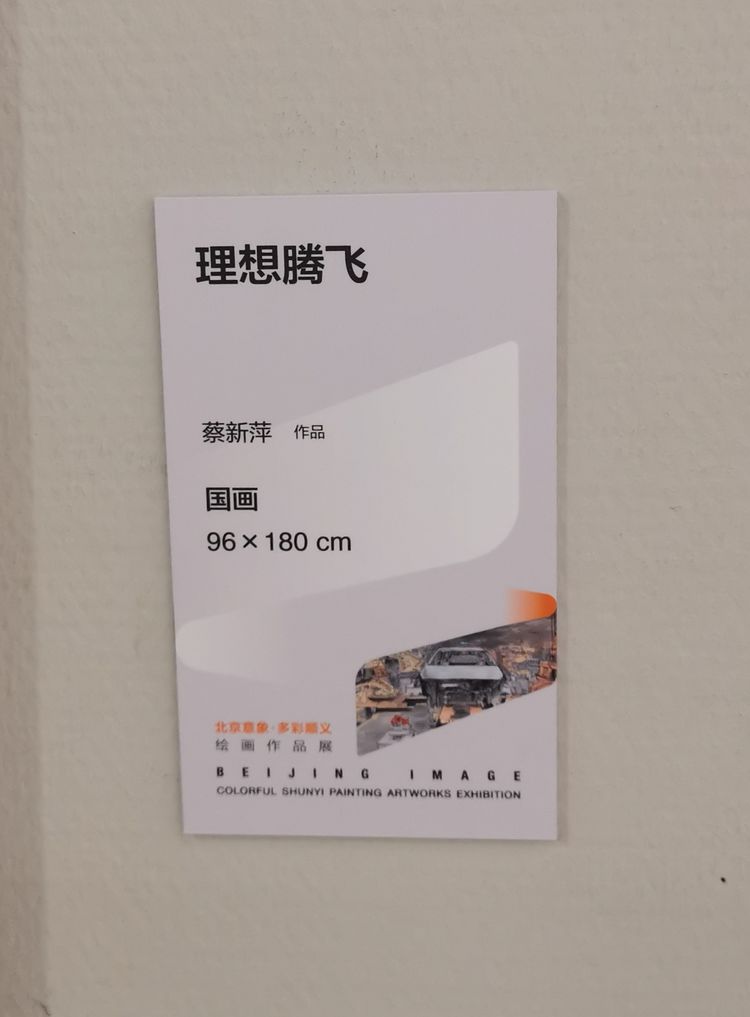 理想腾飞
蔡新萍 作品
国画
96×180 cm
北京意象·多彩顺义
绘画作品展
BEIJING IMAGE
COLORFUL SHUNYI PAINTING ARTWORKS EXHIBITION